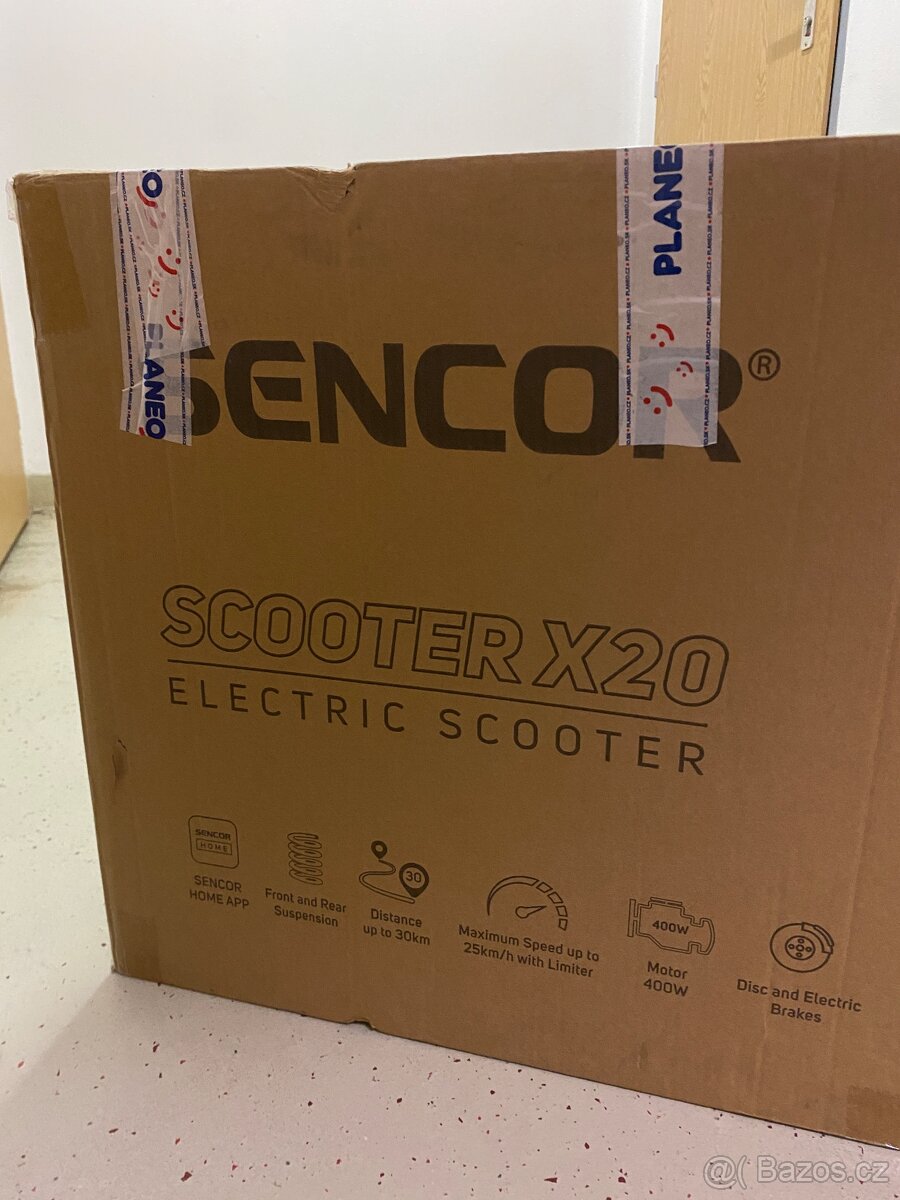 PLANEO
PLANEO
SENCOR®
SCOOTER X20
ELECTRIC SCOOTER
SENCOR
HOME
SENCOR
HOME APP
Front and Rear
Suspension
30
Distance
up to 30km
Maximum Speed up to
25km/h with Limiter
400W
Motor
400W
Disc and Electric
Brakes
@( Bazos.cz